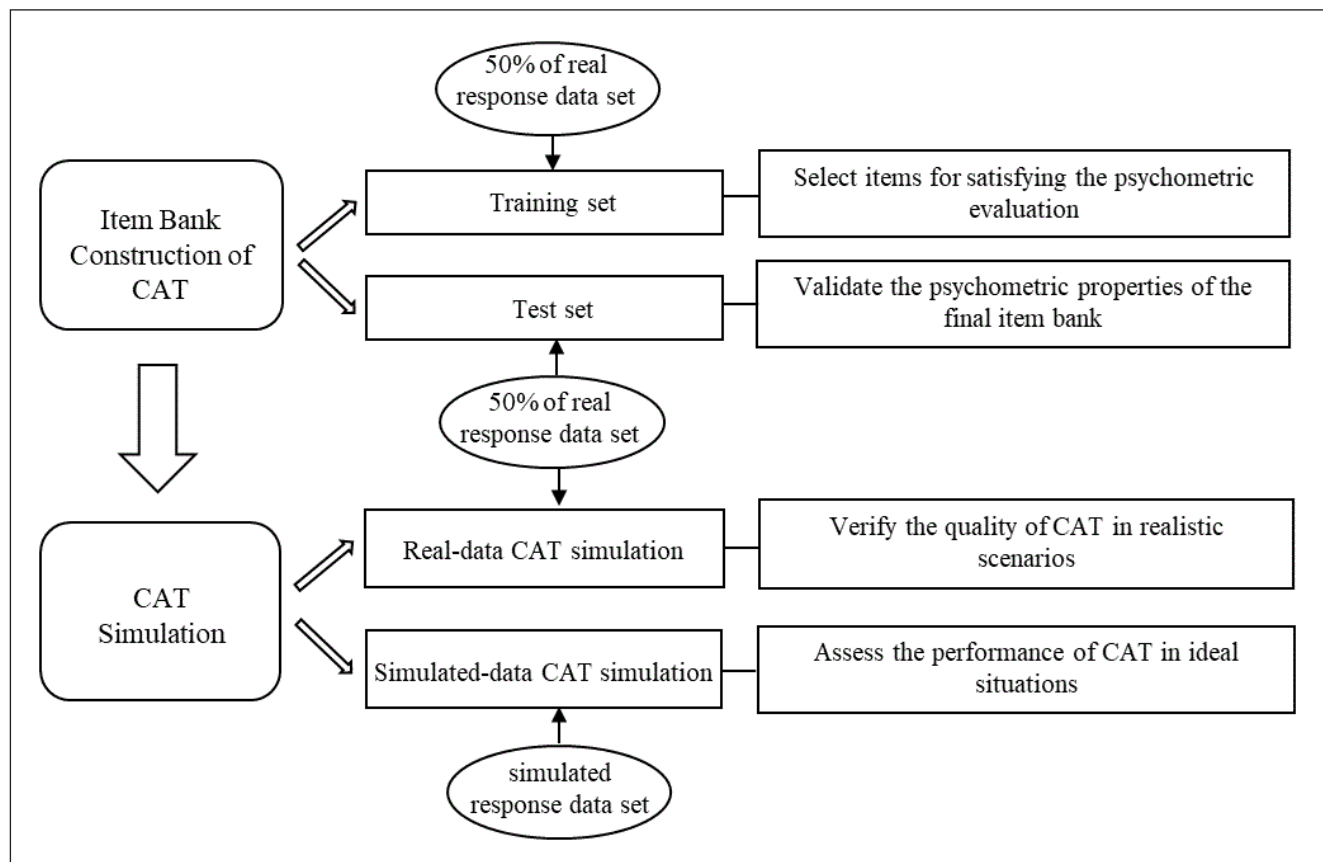 50% of real
response data set
Item Bank
Construction of
CAT
Training set
Select items for satisfying the psychometric
evaluation
Test set
Validate the psychometric properties of the
final item bank
50% of real
response data set
CAT
Simulation
Real-data CAT simulation
Verify the quality of CAT in realistic
scenarios
Simulated-data CAT simulation
Assess the performance of CAT in ideal
situations
simulated
response data set